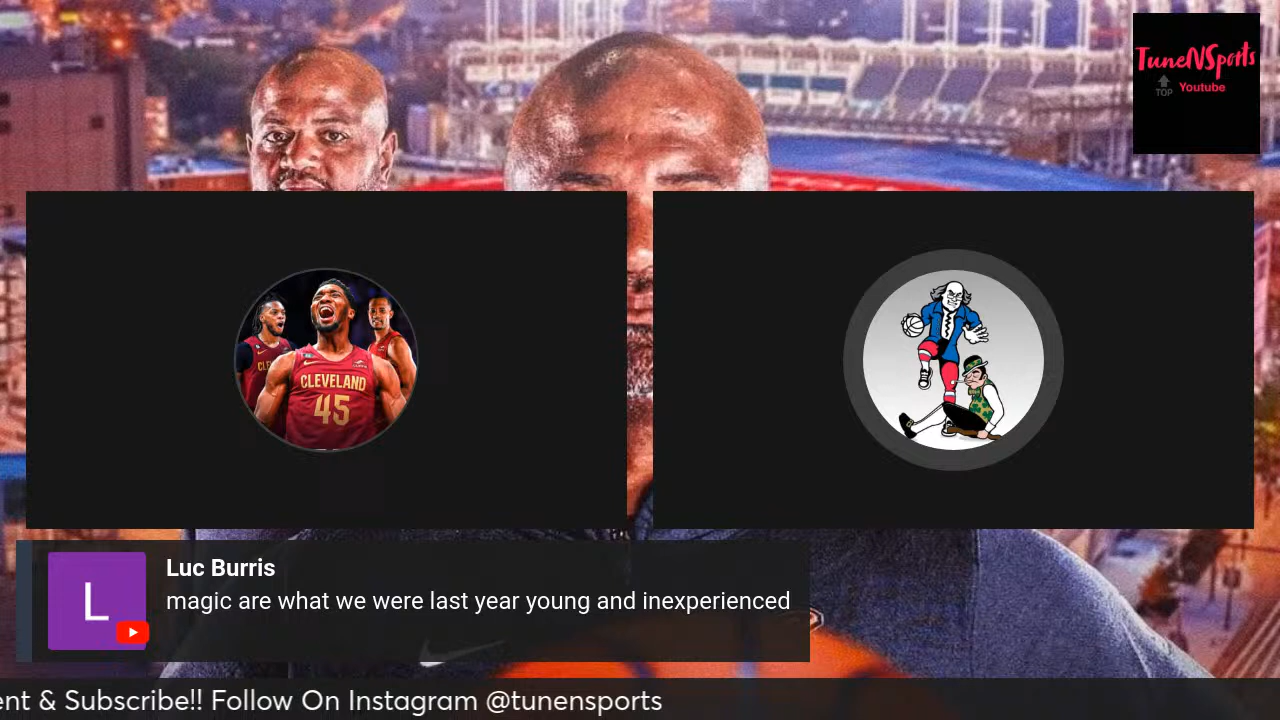 TuneNSports
TOP Youtube
CLEVELAND
45
Luc Burris
magic are what we were last year young and inexperienced
L
ent & Subscribe!! Follow On Instagram @tunensports